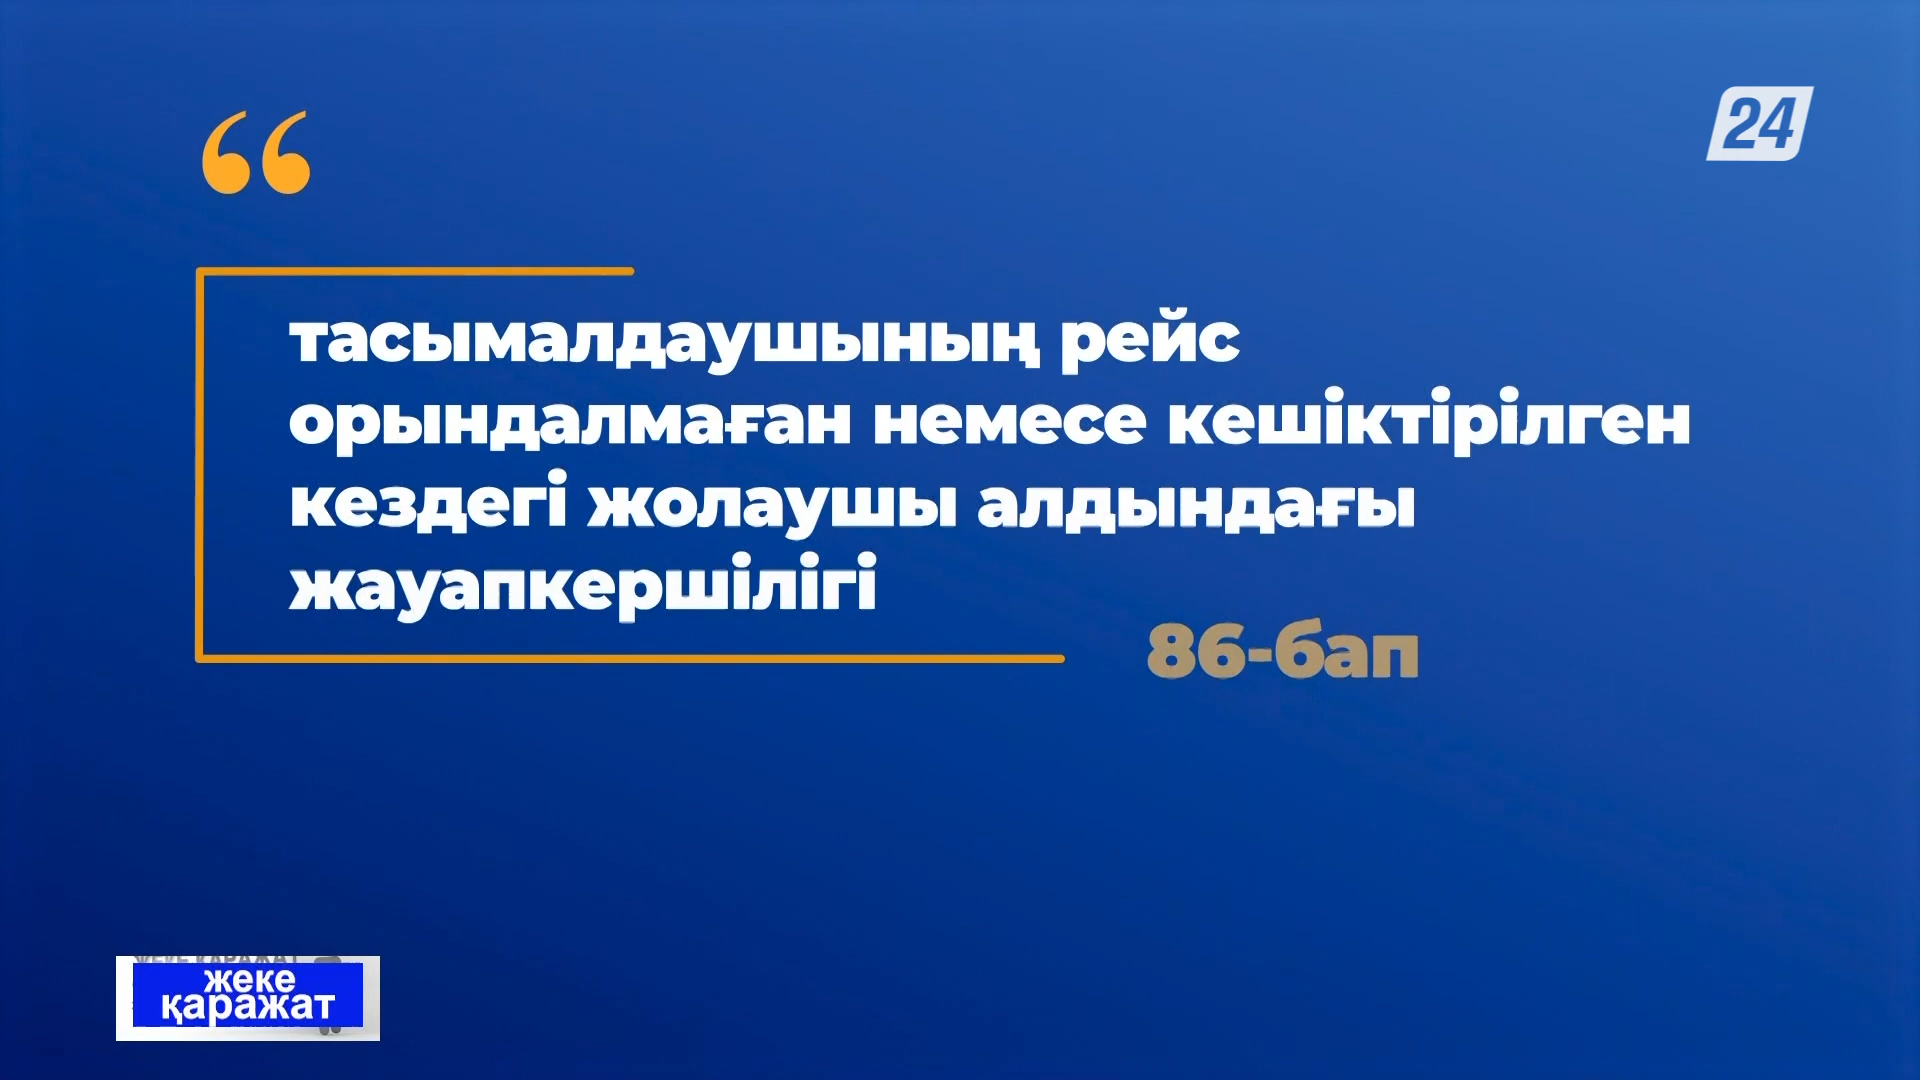 24
тасымалдаушының рейс
орындалмаған немесе кешіктірілген
кездегі жолаушы алдындағы
жауапкершілігі
86-бап
жеке
қаражат